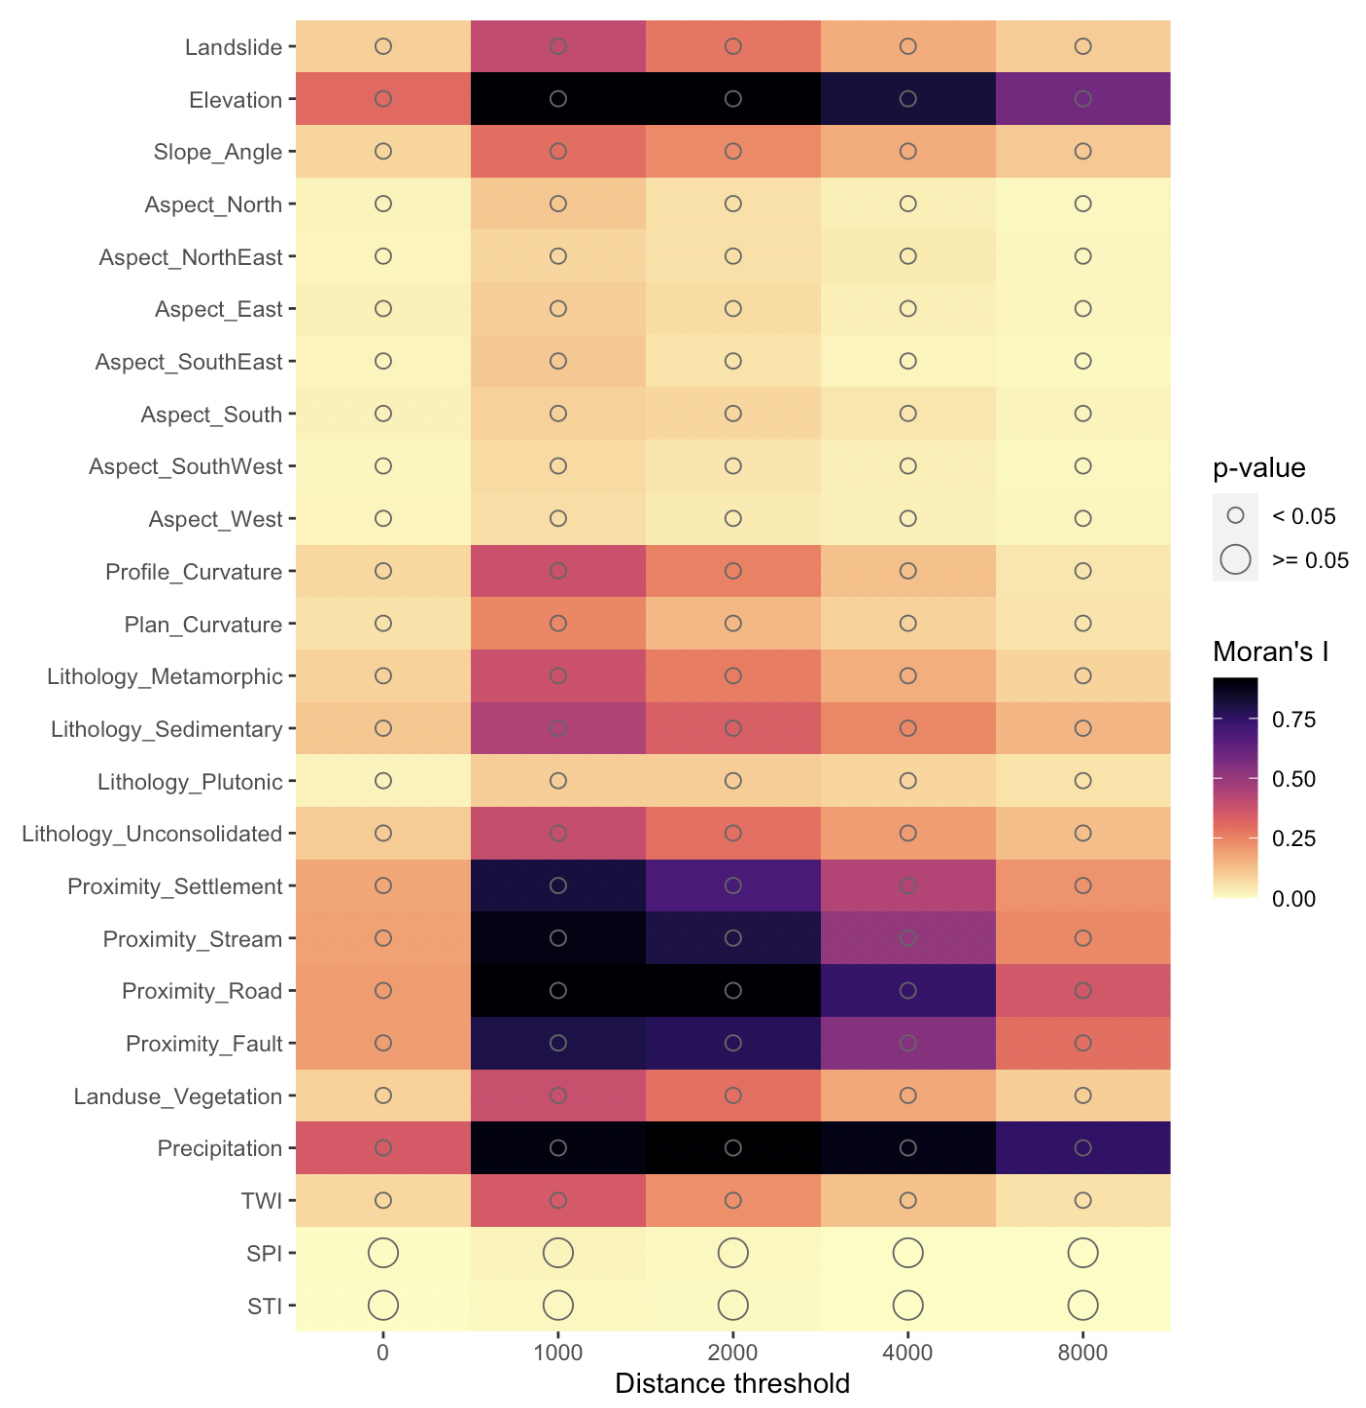 Landslide
Elevation
Slope_Angle
Aspect_North
Aspect_NorthEast
Aspect_East
Aspect_SouthEast
Aspect_South
Aspect_SouthWest
Aspect_West
Profile_Curvature
Plan_Curvature
Lithology_Metamorphic
Lithology_Sedimentary
Lithology_Plutonic
Lithology_Unconsolidated
Proximity_Settlement
Proximity_Stream
Proximity_Road
Proximity_Fault
Landuse_Vegetation
Precipitation
TWI
SPI
STI
0 1000 2000 4000 8000
Distance threshold
p-value
< 0.05
>= 0.05
Moran's I
0.75
0.50
0.25
0.00